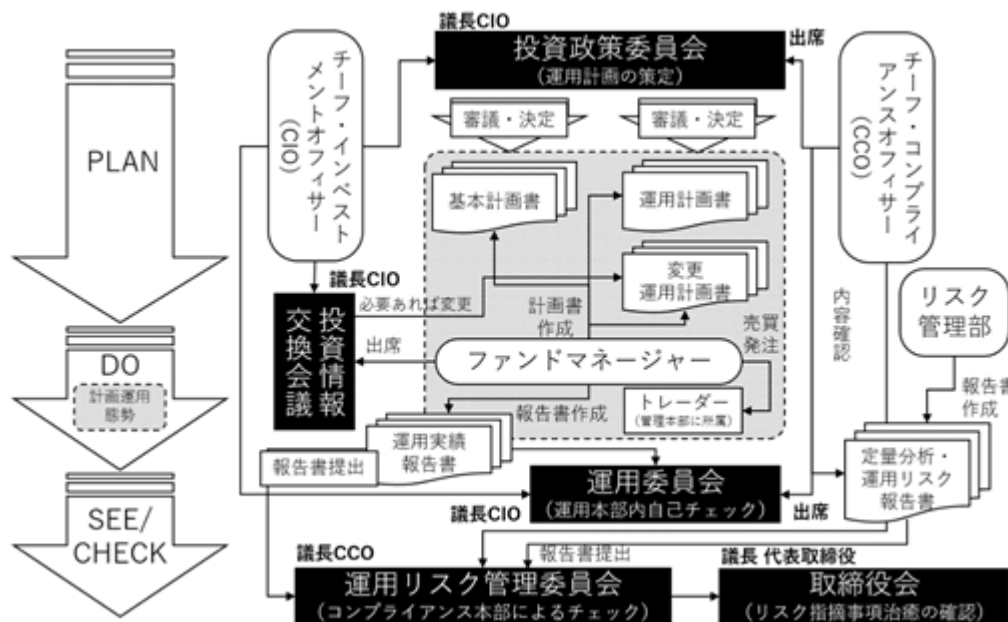 議長CIO
投資政策委員会
(運用計画の策定)
出席
チーフ・インベスト
メントオフィサー
(CIO)
チーフ・コンプライ
アンスオフィサー
(CCO)
PLAN
審議・決定
審議・決定
基本計画書
運用計画書
変更
運用計画書
議長CIO
必要あれば変更
投資情報
交換会議
計画書
作成
売買
発注
内容確認
リスク
管理部
出席
ファンドマネージャー
DO
計画運用
態勢
報告書作成
トレーダー
(管理本部に所属)
報告書
作成
運用実績
報告書
報告書提出
定量分析・
運用リスク
報告書
運用委員会
(運用本部内自己チェック)
議長CIO
出席
SEE/
CHECK
議長CCO
報告書提出
議長 代表取締役
運用リスク管理委員会
(コンプライアンス本部によるチェック)
取締役会
(リスク指摘事項治癒の確認)